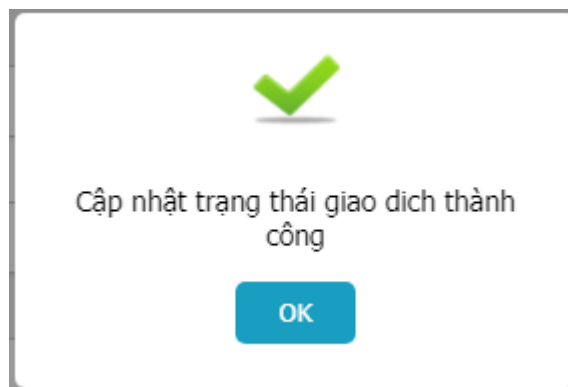 Cập nhật trạng thái giao dich thành
công
OK